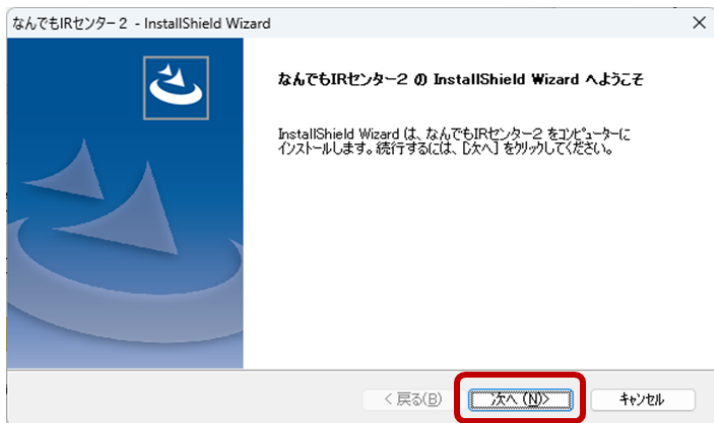 なんでもIRセンター２ - InstallShield Wizard
なんでもIRセンター２ の InstallShield Wizard へようこそ
InstallShield Wizard は、なんでもIRセンター２ をコンピューターに
インストールします。続行するには、[次へ] をクリックしてください。
< 戻る(B)
次へ (N)>
キャンセル